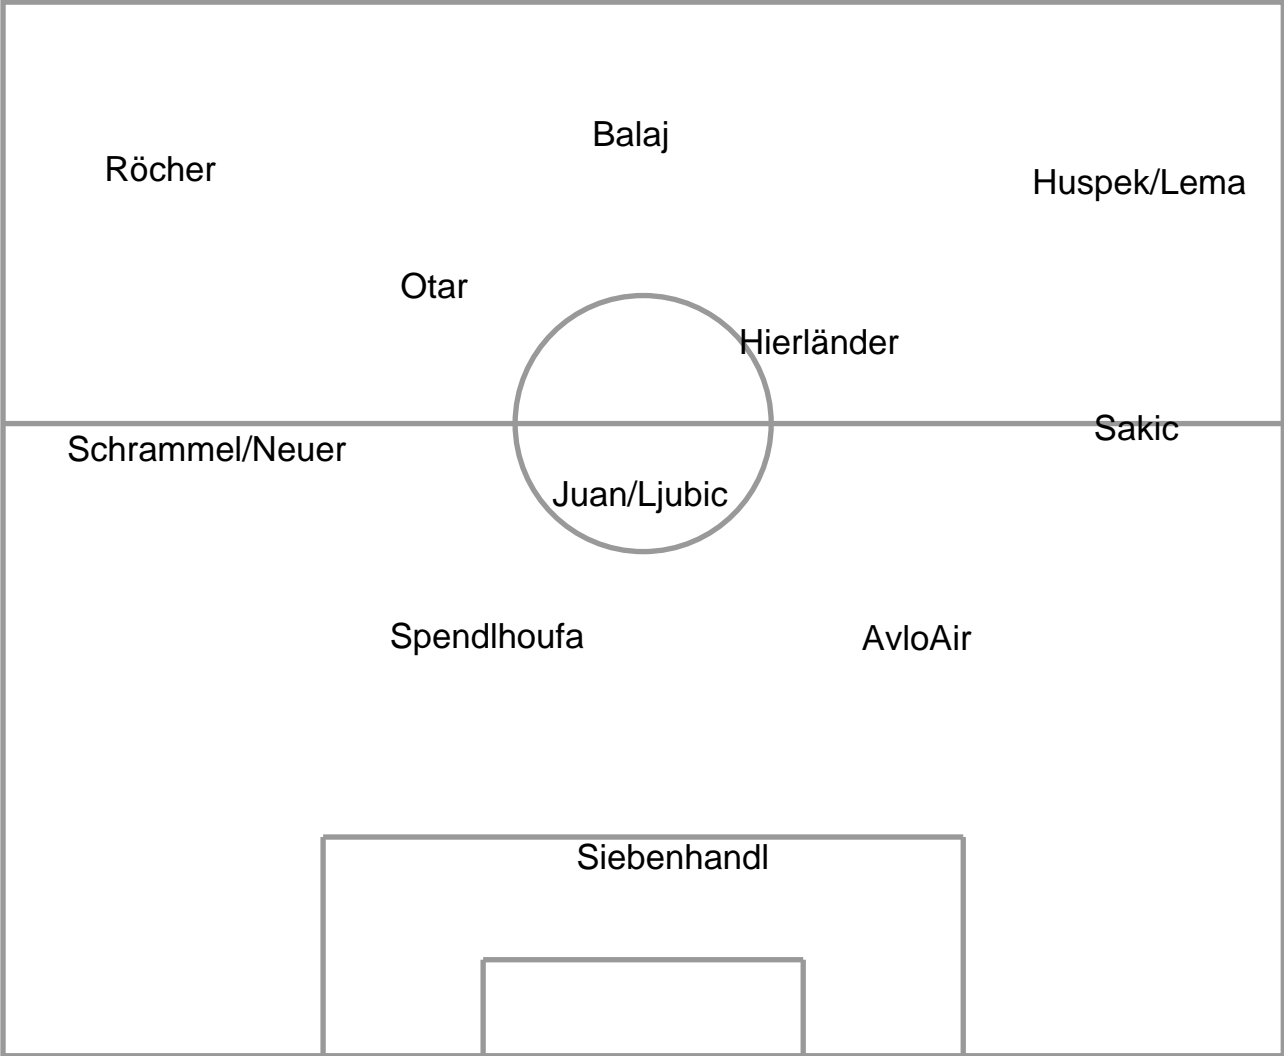 Balaj
Röcher
Huspek/Lema
Otar
Hierländer
Sakic
Schrammel/Neuer
Juan/Ljubic
Spendlhoufa
AvloAir
Siebenhandl